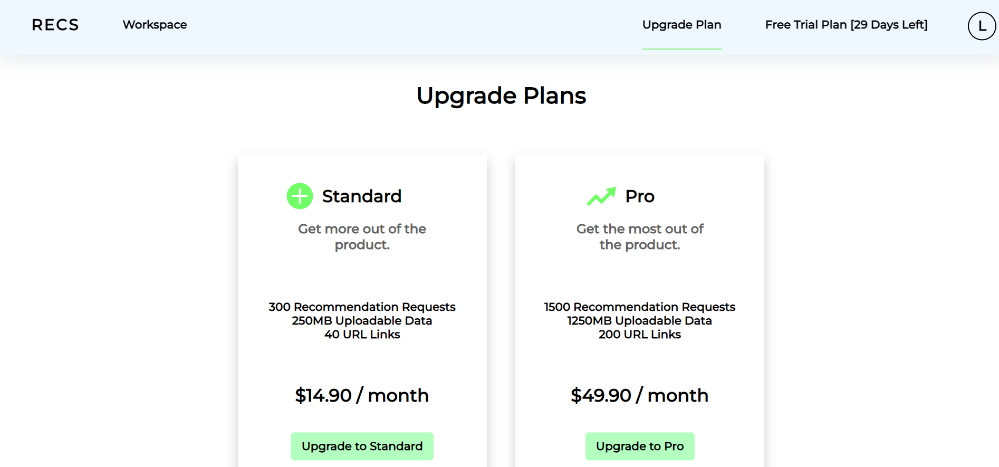 RECS
Workspace
Upgrade Plan
Free Trial Plan [29 Days Left]
L
Upgrade Plans
Standard
Get more out of the
product.
300 Recommendation Requests
250MB Uploadable Data
40 URL Links
$14.90 / month
Upgrade to Standard
Pro
Get the most out of
the product.
1500 Recommendation Requests
1250MB Uploadable Data
200 URL Links
$49.90 / month
Upgrade to Pro